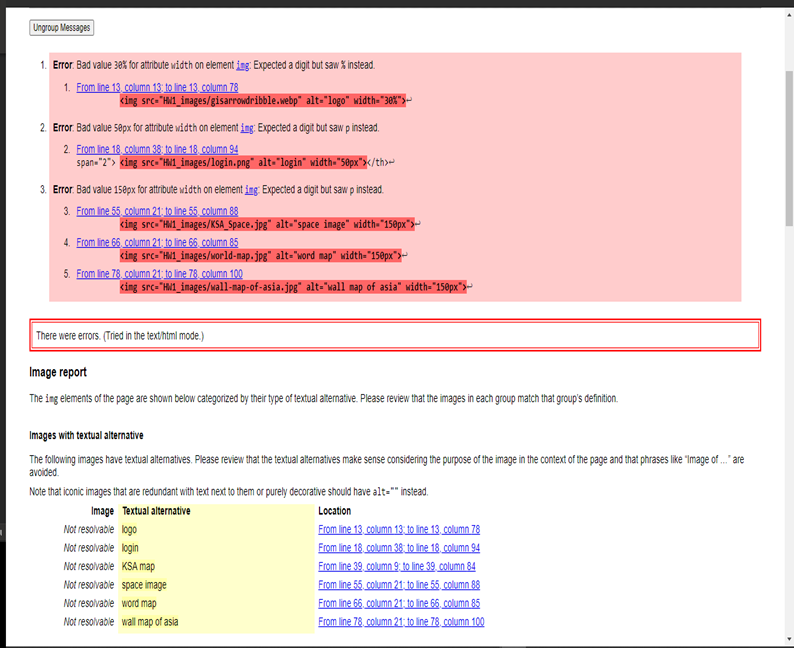 Ungroup Messages
1. Error: Bad value 30% for attribute width on element img: Expected a digit but saw % instead.
1. From line 13, column 13; to line 13, column 78
<img src="HW1_images/gisarrowdribble.webp" alt="logo" width="30%">↩
2. Error: Bad value 50px for attribute width on element img: Expected a digit but saw p instead.
2. From line 18, column 38; to line 18, column 94
span="2"> <img src="HW1_images/login.png" alt="login" width="50px"></th>↩
3. Error: Bad value 150px for attribute width on element img: Expected a digit but saw p instead.
3. From line 55, column 21; to line 55, column 88
<img src="HW1_images/KSA_Space.jpg" alt="space image" width="150px">↩
4. From line 66, column 21; to line 66, column 85
<img src="HW1_images/world-map.jpg" alt="word map" width="150px">↩
5. From line 78, column 21; to line 78, column 100
<img src="HW1_images/wall-map-of-asia.jpg" alt="wall map of asia" width="150px">↩
There were errors. (Tried in the text/html mode.)
Image report
The img elements of the page are shown below categorized by their type of textual alternative. Please review that the images in each group match that group's definition.
Images with textual alternative
The following images have textual alternatives. Please review that the textual alternatives make sense considering the purpose of the image in the context of the page and that phrases like “Image of …” are
avoided.
Note that iconic images that are redundant with text next to them or purely decorative should have alt="" instead.
Image Textual alternative Location
Not resolvable logo From line 13, column 13; to line 13, column 78
Not resolvable login From line 18, column 38; to line 18, column 94
Not resolvable KSA map From line 39, column 9; to line 39, column 84
Not resolvable space image From line 55, column 21; to line 55, column 88
Not resolvable word map From line 66, column 21; to line 66, column 85
Not resolvable wall map of asia From line 78, column 21; to line 78, column 100